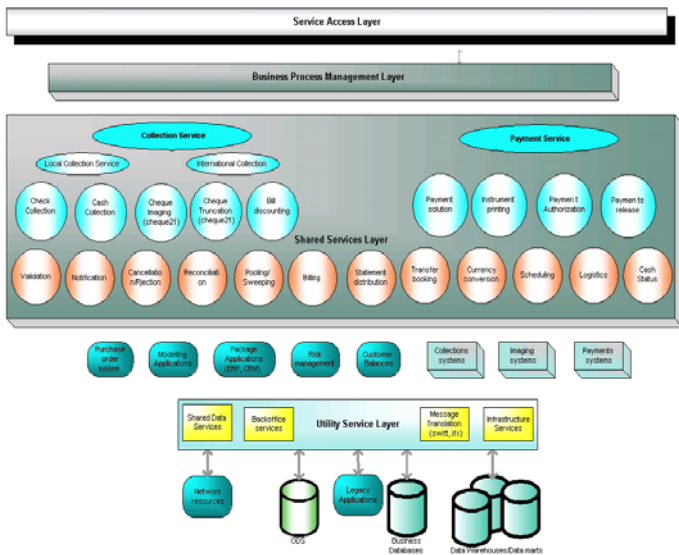 Service Access Layer
Business Process Management Layer
Collection Service
Payment Service
Local Collection Service
International Collection
Check
Collection
Cash
Collection
Cheque
Imaging
(cheque21)
Cheque
Truncation
(cheque21)
Bill
discounting
Payment
solution
Instrument
printing
Paymen t
Authorization
Paymen ts
release
Shared Services Layer
Validation
Notification
Cancellatio
n/Rjection
Reconciliati
on
Pooling/
Sweeping
Billing
Statement
distribution
Transfer
booking
Currency
conversion
Scheduling
Logistics
Cash
Status
Purchase
order
system
Modeling
Applications
Package
Applications
(ERP, CRM)
Risk
management
Customer
Balances
Collections
systems
Imaging
systems
Payments
systems
Shared Data
Services
Backoffice
services
Utility Service Layer
Message
Translation
(swift, itx)
Infrastructure
Services
Network
resources
ODS
Legacy
Applications
Business
Databases
Data Warehouses/Data marts